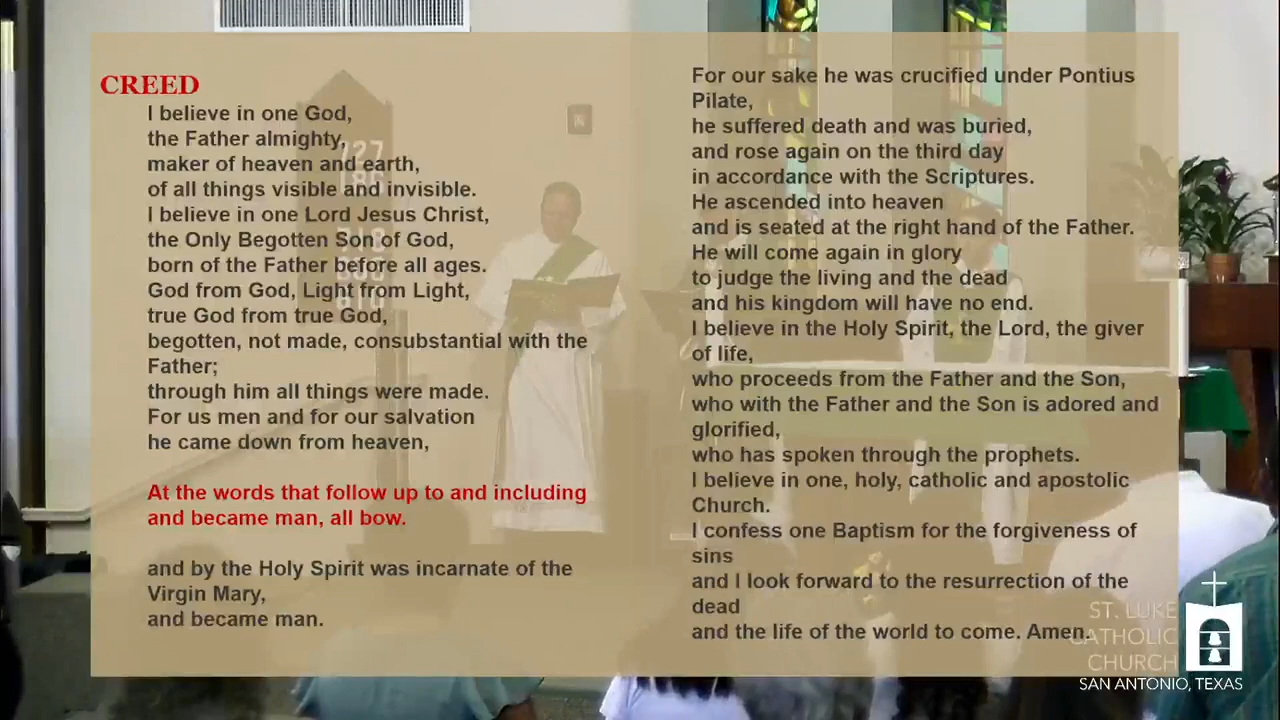 CREED
I believe in one God,
the Father almighty,
maker of heaven and earth,
of all things visible and invisible.
I believe in one Lord Jesus Christ,
the Only Begotten Son of God,
born of the Father before all ages.
God from God, Light from Light,
true God from true God,
begotten, not made, consubstantial with the
Father;
through him all things were made.
For us men and for our salvation
he came down from heaven,
At the words that follow up to and including
and became man, all bow.
and by the Holy Spirit was incarnate of the
Virgin Mary,
and became man.
For our sake he was crucified under Pontius
Pilate,
he suffered death and was buried,
and rose again on the third day
in accordance with the Scriptures.
He ascended into heaven
and is seated at the right hand of the Father.
He will come again in glory
to judge the living and the dead
and his kingdom will have no end.
I believe in the Holy Spirit, the Lord, the giver
of life,
who proceeds from the Father and the Son,
who with the Father and the Son is adored and
glorified,
who has spoken through the prophets.
I believe in one, holy, catholic and apostolic
Church.
I confess one Baptism for the forgiveness of
sins
and I look forward to the resurrection of the
dead
and the life of the world to come. Amen.
ST. LUKE
CATHOLIC
CHURCH
SAN ANTONIO, TEXAS